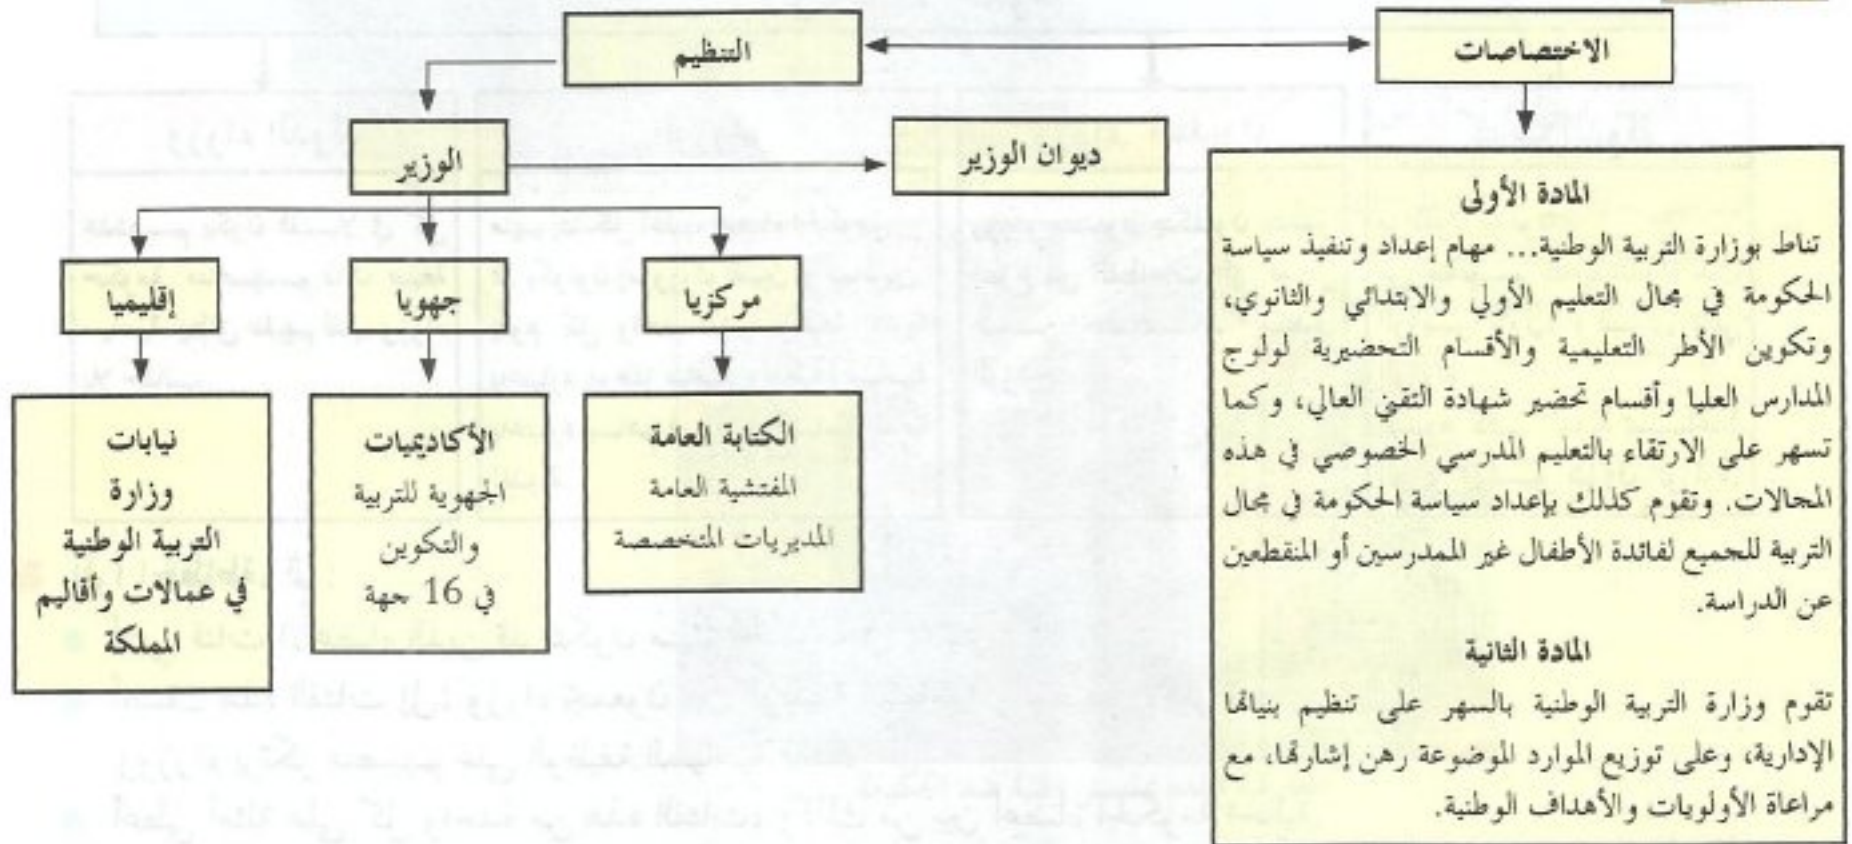 الاختصاصات
التنظيم
المادة الأولى
تناط بوزارة التربية الوطنية... مهام إعداد وتنفيذ سياسة
الحكومة في مجال التعليم الأولي والابتدائي والثانوي،
وتكوين الأطر التعليمية والأقسام التحضيرية لولوج
المدارس العليا وأقسام تحضير شهادة التقني العالي، وكما
تسهر على الارتقاء بالتعليم المدرسي الخصوصي في هذه
المجالات. وتقوم كذلك بإعداد سياسة الحكومة في مجال
التربية للجميع لفائدة الأطفال غير الممدرسين أو المنقطعين
عن الدراسة.
المادة الثانية
تقوم وزارة التربية الوطنية بالسهر على تنظيم بنياتها
الإدارية، وعلى توزيع الموارد الموضوعة رهن إشارتها، مع
مراعاة الأولويات والأهداف الوطنية.
ديوان الوزير
الوزير
مركزيا
جهويا
إقليميا
الكتابة العامة
المفتشية العامة
المديريات المتخصصة
الأكاديميات
الجهوية للتربية
والتكوين
في 16 جهة
نيابات
وزارة
التربية الوطنية
في عمالات وأقاليم
المملكة